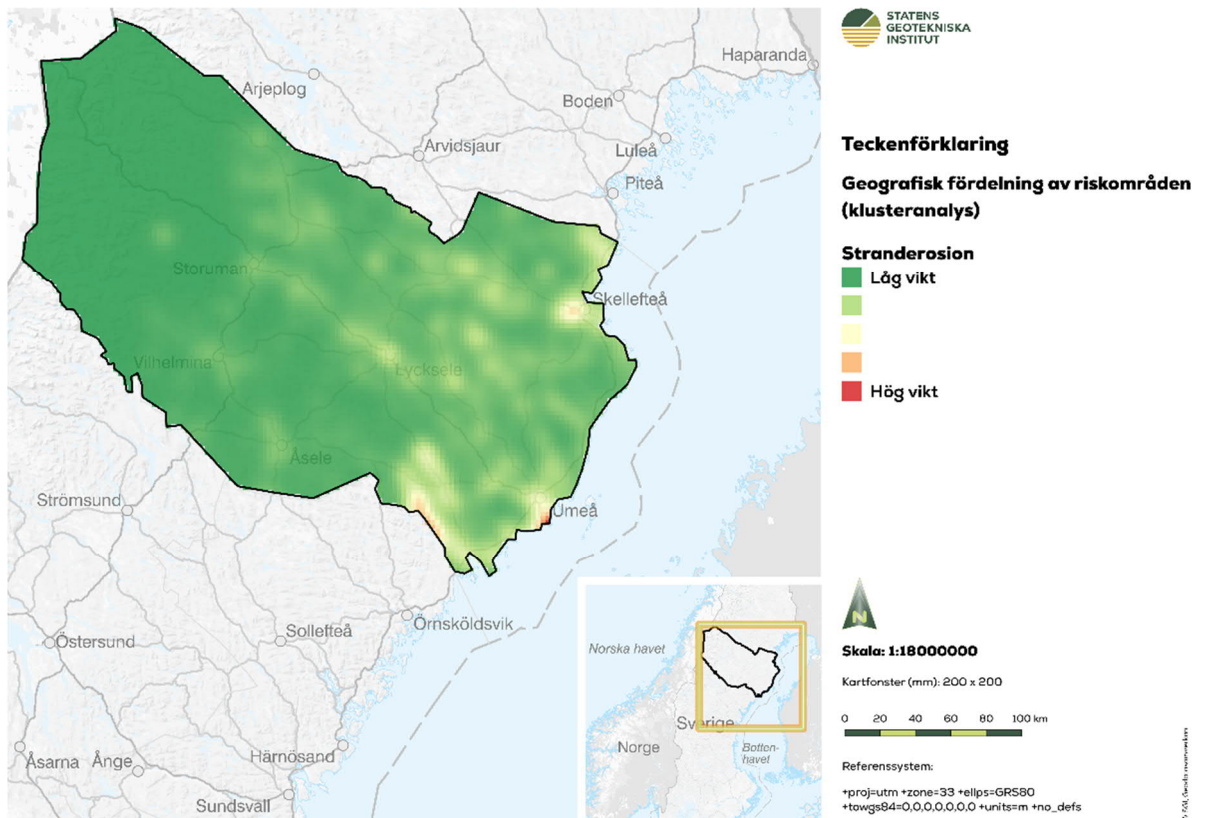 STATENS
GEOTEKNISKA
INSTITUT
Haparanda
Arjeplog
Boden
Arvidsjaur
Luleå
Piteå
Storuman
Skellefteå
Vilhelmina
Lycksele
Åsele
Strömsund
Umeå
Örnsköldsvik
Sollefteå
Östersund
Härnösand
Åsarna
Ånge
Sundsvall
Norska havet
Sverige
Norge
Botten-
havet
Teckenförklaring
Geografisk fördelning av riskområden
(klusteranalys)
Stranderosion
Låg vikt
Hög vikt
N
Skala: 1:18000000
Kartfonster (mm): 200 x 200
0 20 40 60 80 100 km
Referenssystem:
+proj=utm +zone=33 +ellps=GRS80
+towgs84=0,0,0,0,0,0,0 +units=m +no_defs